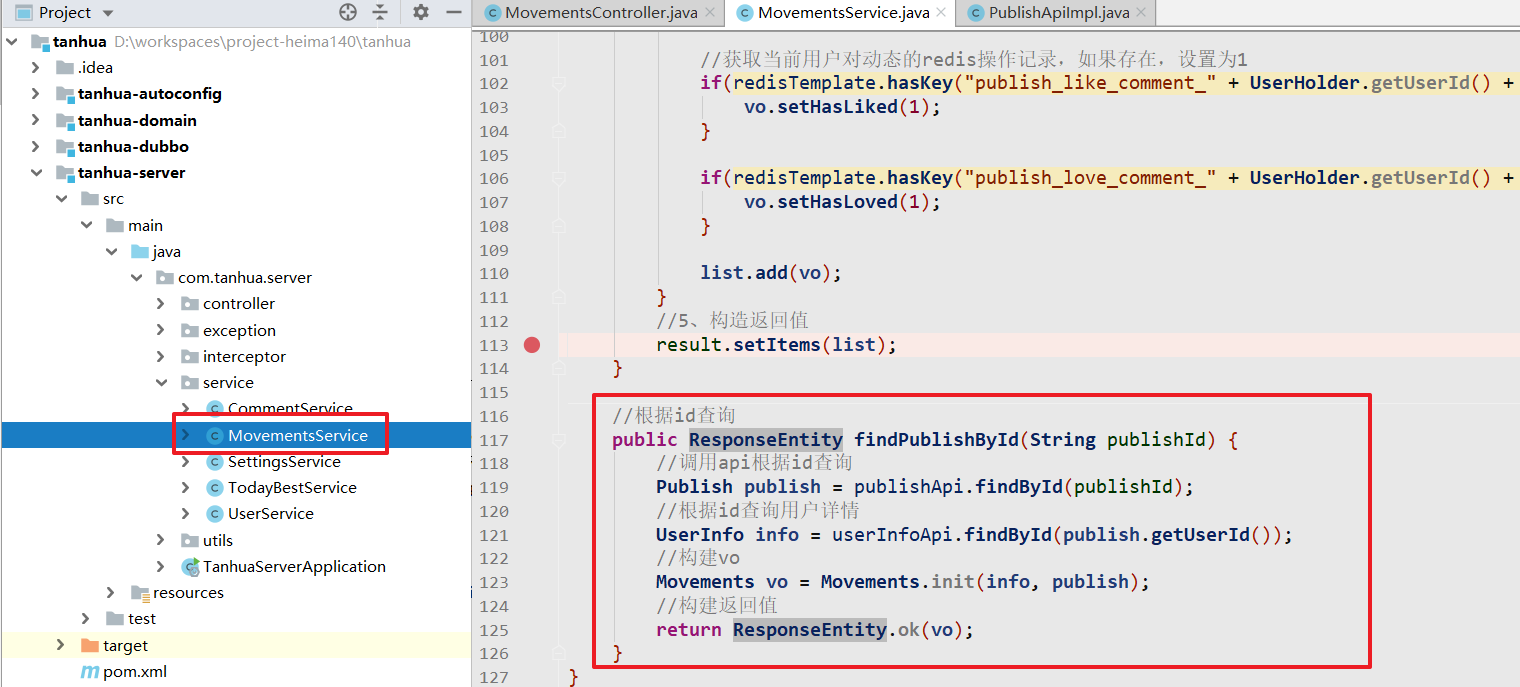 Project
tanhua D:\workspaces\project-heima140\tanhua
.idea
tanhua-autoconfig
tanhua-domain
tanhua-dubbo
tanhua-server
src
main
java
com.tanhua.server
controller
exception
interceptor
service
CommentService
MovementsService
SettingsService
TodayBestService
UserService
utils
TanhuaServerApplication
resources
test
target
pom.xml
MovementsController.java
MovementsService.java
PublishApiImpl.java
100
101 //获取当前用户对动态的redis操作记录，如果存在，设置为1
102 if(redisTemplate.hasKey("publish_like_comment_" + UserHolder.getUserId() +
103 vo.setHasLiked(1);
104 }
105
106 if(redisTemplate.hasKey("publish_love_comment_" + UserHolder.getUserId() +
107 vo.setHasLoved(1);
108 }
109
110 list.add(vo);
111 }
112 //5、构造返回值
113 result.setItems(list);
114 }
115
116 //根据id查询
117 public ResponseEntity findPublishById(String publishId) {
118 //调用api根据id查询
119 Publish publish = publishApi.findById(publishId);
120 //根据id查询用户详情
121 UserInfo info = userInfoApi.findById(publish.getUserId());
122 //构建vo
123 Movements vo = Movements.init(info, publish);
124 //构建返回值
125 return ResponseEntity.ok(vo);
126 }
127 }